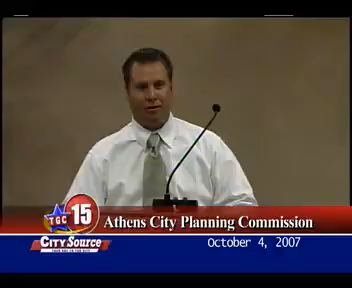 TGC
15
Athens City Planning Commission
CITY SOURCE
October 4, 2007